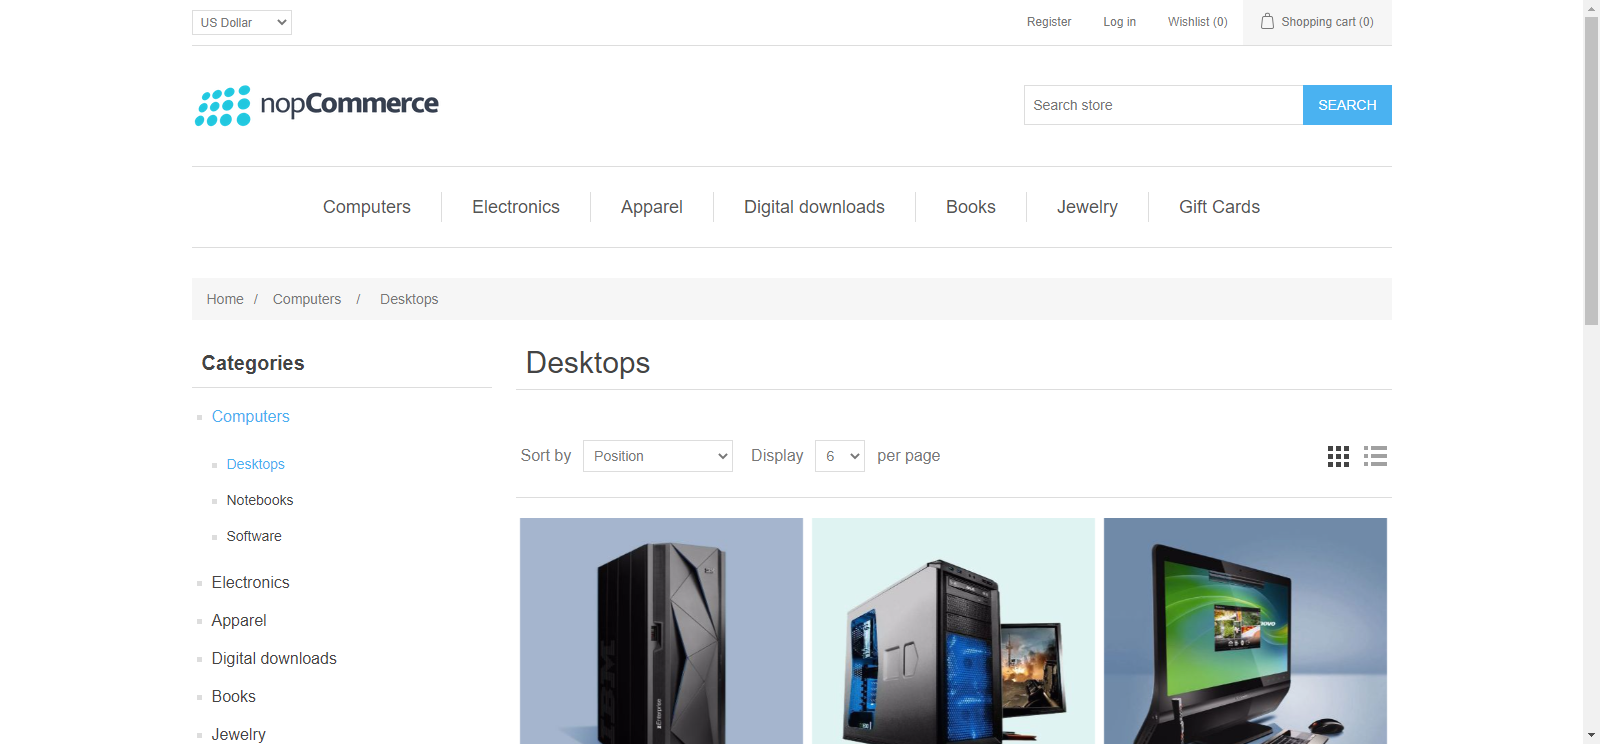 US Dollar
Register
Log in
Wishlist (0)
Shopping cart (0)
nopCommerce
Search store
SEARCH
Computers
Electronics
Apparel
Digital downloads
Books
Jewelry
Gift Cards
Home / Computers / Desktops
Categories
Computers
Desktops
Notebooks
Software
Electronics
Apparel
Digital downloads
Books
Jewelry
Desktops
Sort by Position Display 6 per page